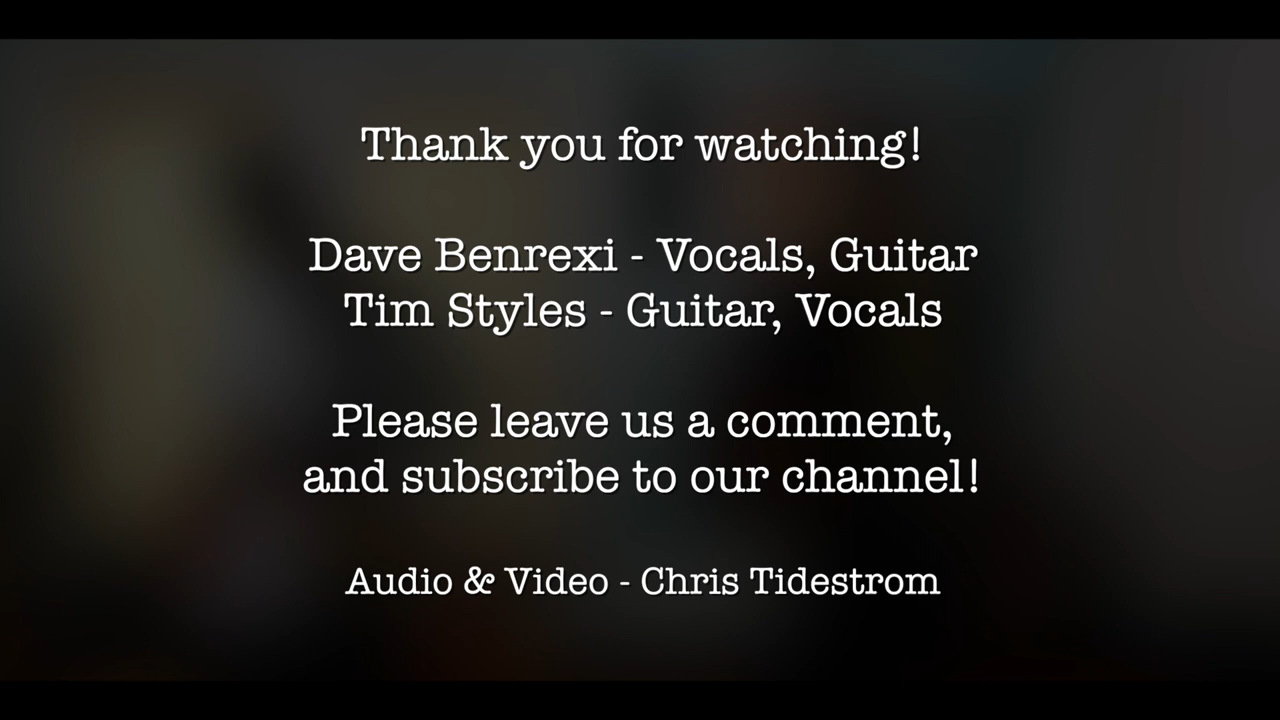 Thank you for watching!
Dave Benrexi - Vocals, Guitar
Tim Styles - Guitar, Vocals
Please leave us a comment,
and subscribe to our channel!
Audio & Video - Chris Tidestrom